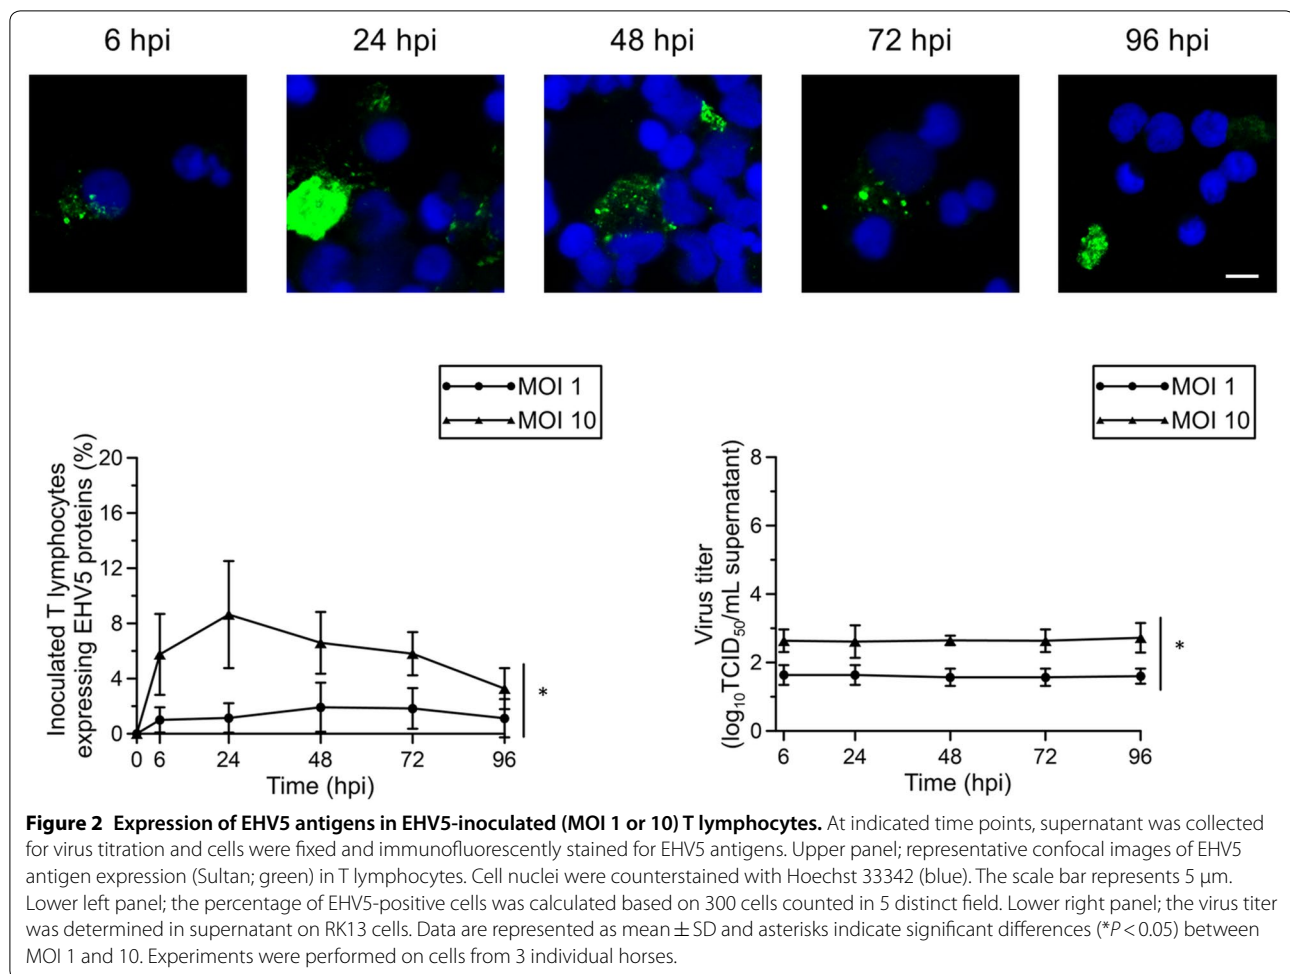 6 hpi 24 hpi 48 hpi 72 hpi 96 hpi
MOI 1
MOI 10
Inoculated T lymphocytes
expressing EHV5 proteins (%)
20
16
12
8
4
0
0 6 24 48 72 96
Time (hpi)
*
MOI 1
MOI 10
Virus titer
(log₁₀TCID₅₀/mL supernatant)
8
6
4
2
0
6 24 48 72 96
Time (hpi)
*
Figure 2 Expression of EHV5 antigens in EHV5-inoculated (MOI 1 or 10) T lymphocytes. At indicated time points, supernatant was collected
for virus titration and cells were fixed and immunofluorescently stained for EHV5 antigens. Upper panel; representative confocal images of EHV5
antigen expression (Sultan; green) in T lymphocytes. Cell nuclei were counterstained with Hoechst 33342 (blue). The scale bar represents 5 µm.
Lower left panel; the percentage of EHV5-positive cells was calculated based on 300 cells counted in 5 distinct field. Lower right panel; the virus titer
was determined in supernatant on RK13 cells. Data are represented as mean ± SD and asterisks indicate significant differences (*P < 0.05) between
MOI 1 and 10. Experiments were performed on cells from 3 individual horses.